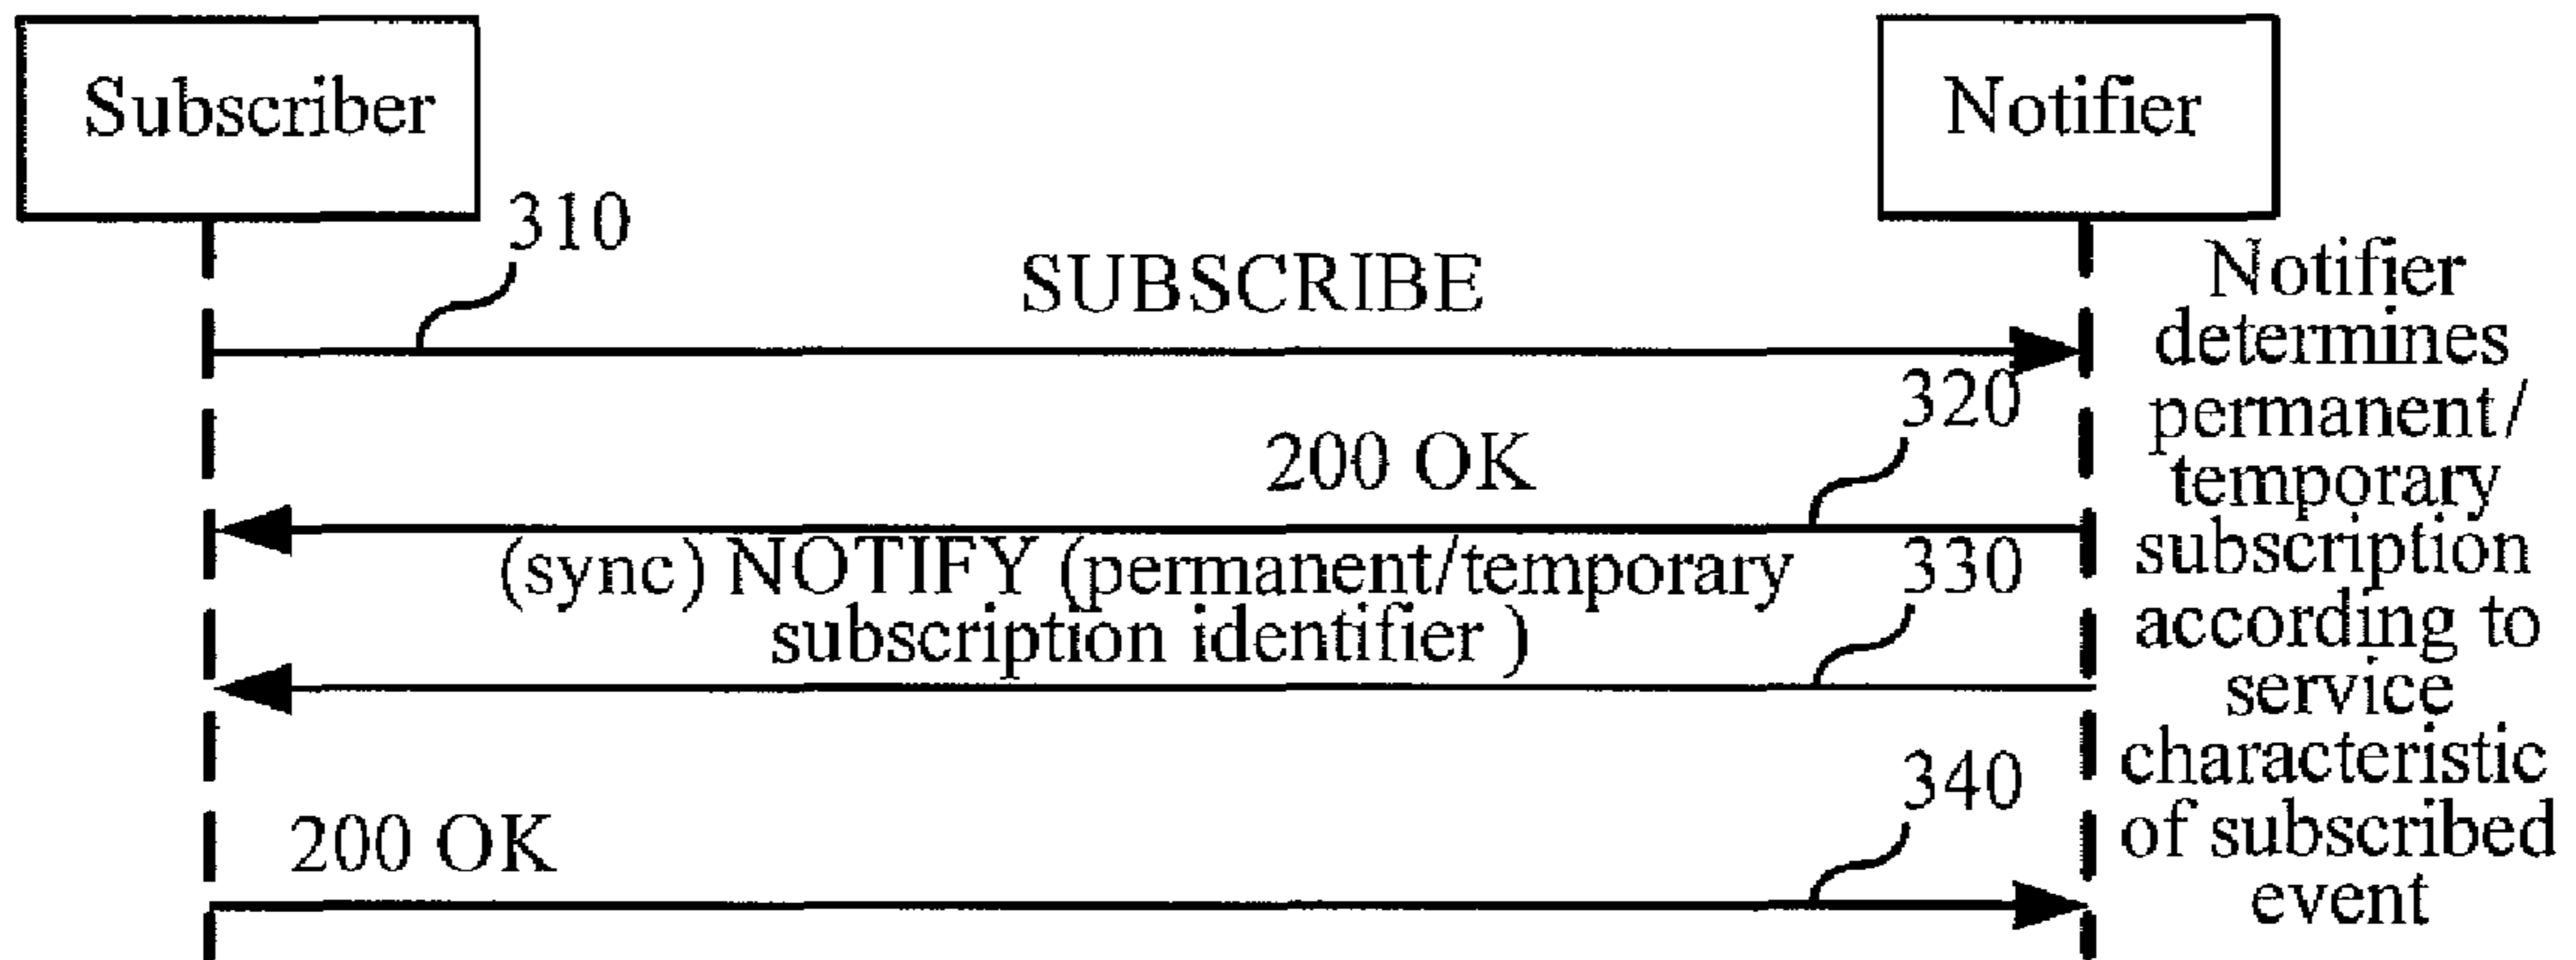 Subscriber
Notifier
310
SUBSCRIBE
320
200 OK
(sync) NOTIFY (permanent/temporary
subscription identifier )
330
340
200 OK
Notifier
determines
permanent/
temporary
subscription
according to
service
characteristic
of subscribed
event